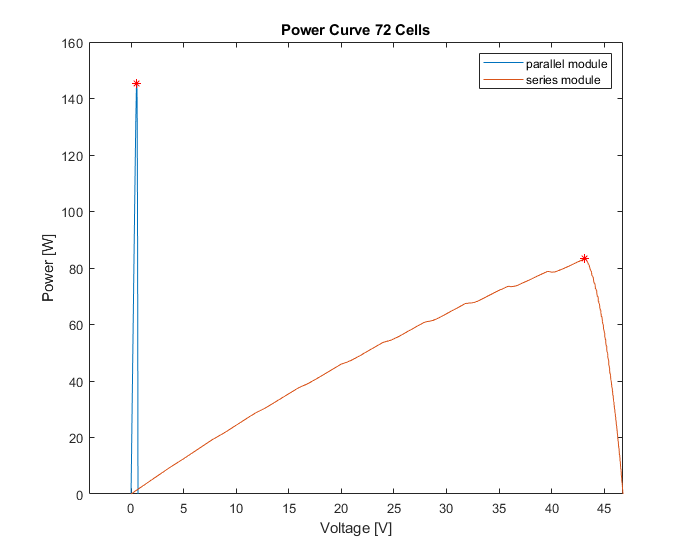 Power Curve 72 Cells
parallel module
series module
160
140
120
100
80
60
40
20
0
Power [W]
0 5 10 15 20 25 30 35 40 45
Voltage [V]